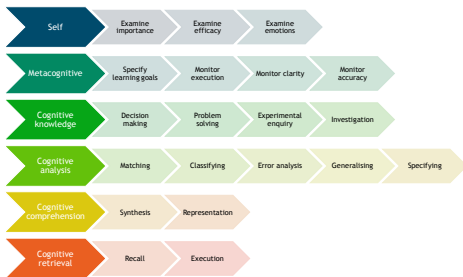 Self
Examine
importance
Examine
efficacy
Examine
emotions
Metacognitive
Specify
learning goals
Monitor
execution
Monitor clarity
Monitor
accuracy
Cognitive
knowledge
Decision
making
Problem
solving
Experimental
enquiry
Investigation
Cognitive
analysis
Matching
Classifying
Error analysis
Generalising
Specifying
Cognitive
comprehension
Synthesis
Representation
Cognitive
retrieval
Recall
Execution